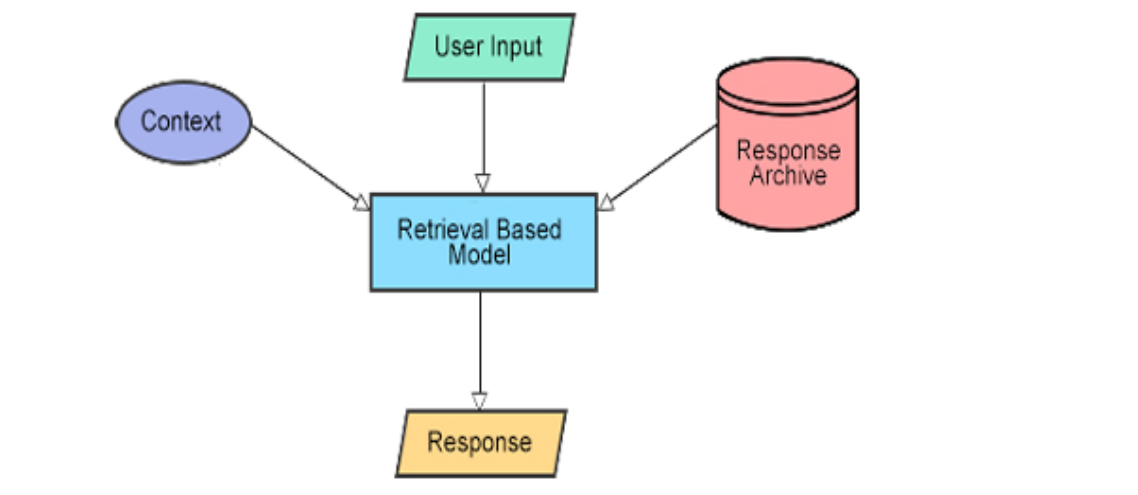 User Input
Context
Response
Archive
Retrieval Based
Model
Response